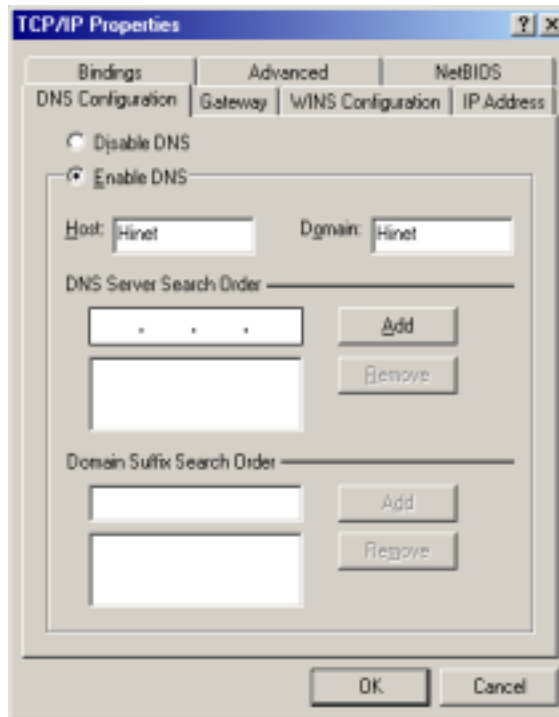 TCP/IP Properties
Bindings Advanced NetBIOS
DNS Configuration Gateway WINS Configuration IP Address
Disable DNS
Enable DNS
Host: Hinet Domain: Hinet
DNS Server Search Order
. . . Add
Remove
Domain Suffix Search Order
Add
Remove
OK Cancel